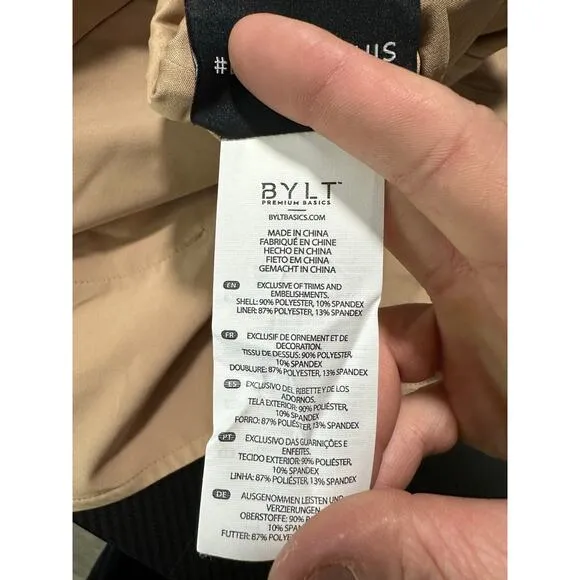 BYLT™
PREMIUM BASICS
BYLTBASICS.COM
MADE IN CHINA
FABRIQUÉ EN CHINE
HECHO EN CHINA
FIETO EM CHINA
GEMACHT IN CHINA
EN EXCLUSIVE OF TRIMS AND
EMBELISHMENTS.
SHELL: 90% POLYESTER, 10% SPANDEX
LINER: 87% POLYESTER, 13% SPANDEX
FR EXCLUSIF DE ORNEMENT ET DE
DECORATION.
TISSU DE DESSUS: 90% POLYESTER,
10% SPANDEX
DOUBLURE: 87% POLYESTER, 13% SPANDEX
ES EXCLUSIVO DEL RIBETTE Y DE LOS
ADORNOS.
TELA EXTERIOR: 90% POLIÉSTER,
10% SPANDEX
FORRO: 87% POLIÉSTER, 13% SPANDEX
PT EXCLUSIVO DAS GUARNIÇÕES E
ENFEITES.
TECIDO EXTERIOR: 90% POLIÉSTER,
10% SPANDEX
LINHA: 87% POLIÉSTER, 13% SPANDEX
DE AUSGENOMMEN LEISTEN UND
VERZIERUNGEN
OBERSTOFFE: 90%
10% SPAN
FUTTER: 87%